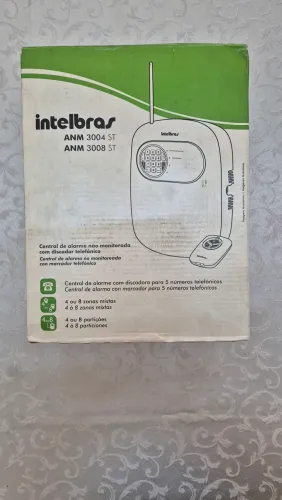 intelbras
ANM 3004 ST
ANM 3008 ST
intelbras
Central de alarme não monitorada
com discador telefônico
Central de alarma no monitoreada
con marcador telefónico
Central de alarme com discadora para 5 números telefônicos
Central de alarma con marcador para 5 números telefónicos
4 ou 8 zonas mistas
4 ó 8 zonas mixtas
4 ou 8 partições
4 ó 8 particiones